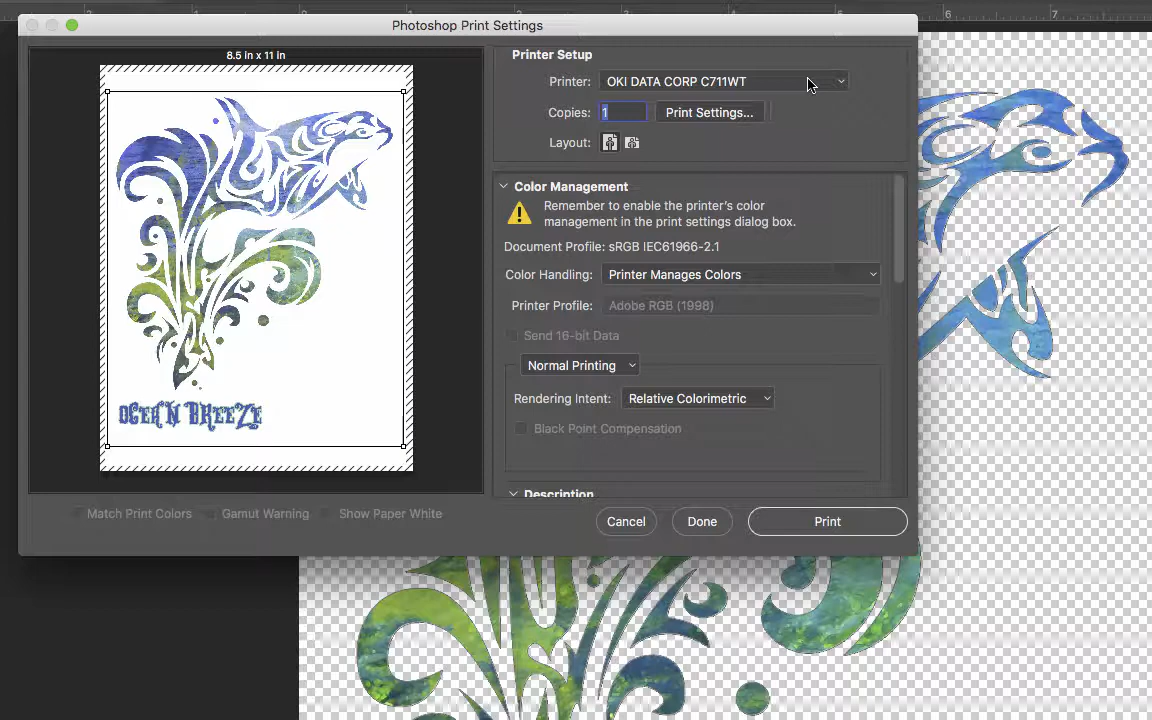 Photoshop Print Settings
8.5 in x 11 in
OCEK'N BREEZE
Match Print Colors
Gamut Warning
Show Paper White
Printer Setup
Printer: OKI DATA CORP C711WT
Copies: 1 Print Settings...
Layout:
Color Management
Remember to enable the printer's color
management in the print settings dialog box.
Document Profile: sRGB IEC61966-2.1
Color Handling: Printer Manages Colors
Printer Profile: Adobe RGB (1998)
Send 16-bit Data
Normal Printing
Rendering Intent: Relative Colorimetric
Black Point Compensation
Description
Cancel Done Print
6 7